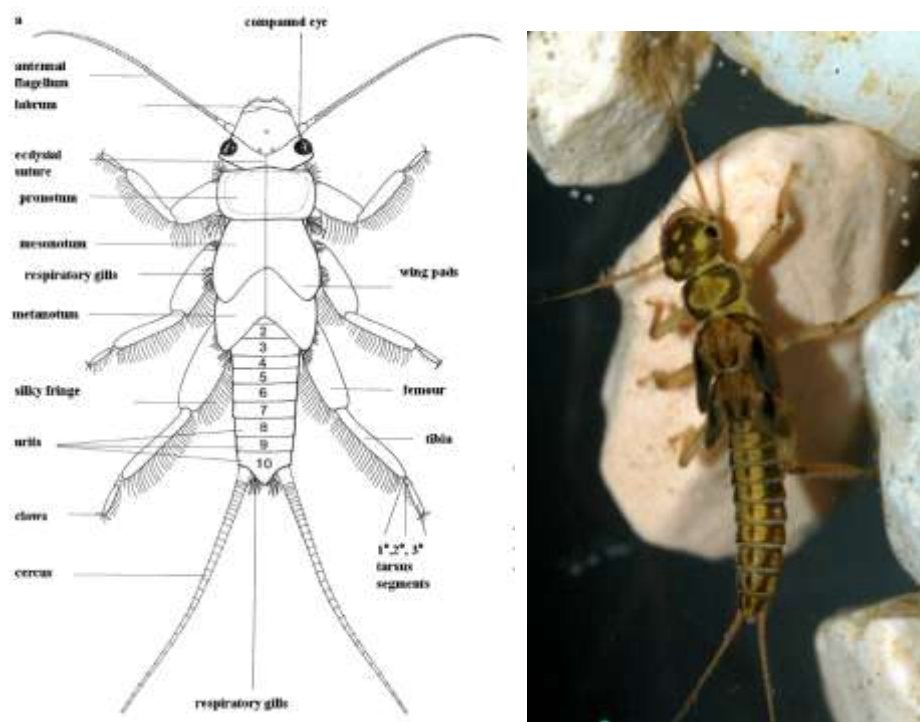 a
compound eye
antennal
flagellum
labrum
ecdysial
suture
pronotum
mesonotum
respiratory gills
wing pads
metanotum
2
3
4
5
6
7
8
9
10
silky fringe
femour
urits
tibia
claws
1°,2°, 3°
tarsus
segments
cercus
respiratory gills